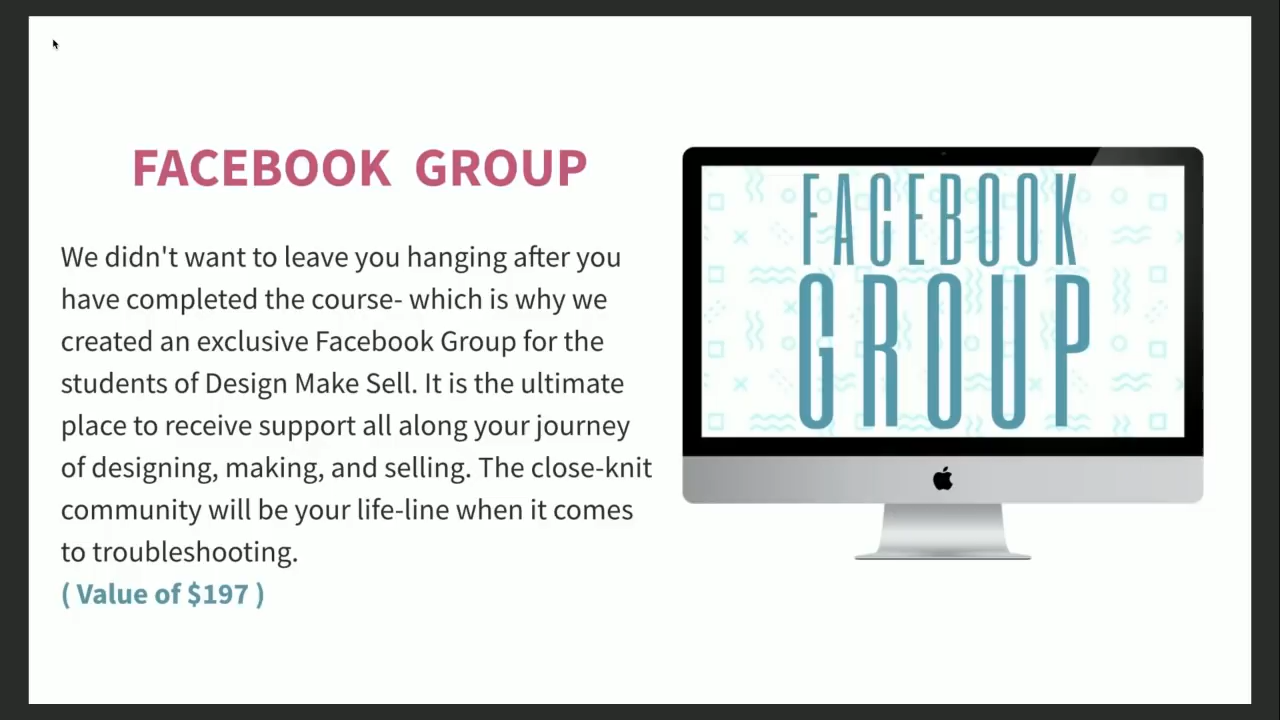 FACEBOOK GROUP
We didn't want to leave you hanging after you
have completed the course- which is why we
created an exclusive Facebook Group for the
students of Design Make Sell. It is the ultimate
place to receive support all along your journey
of designing, making, and selling. The close-knit
community will be your life-line when it comes
to troubleshooting.
( Value of $197 )
FACEBOOK
GROUP